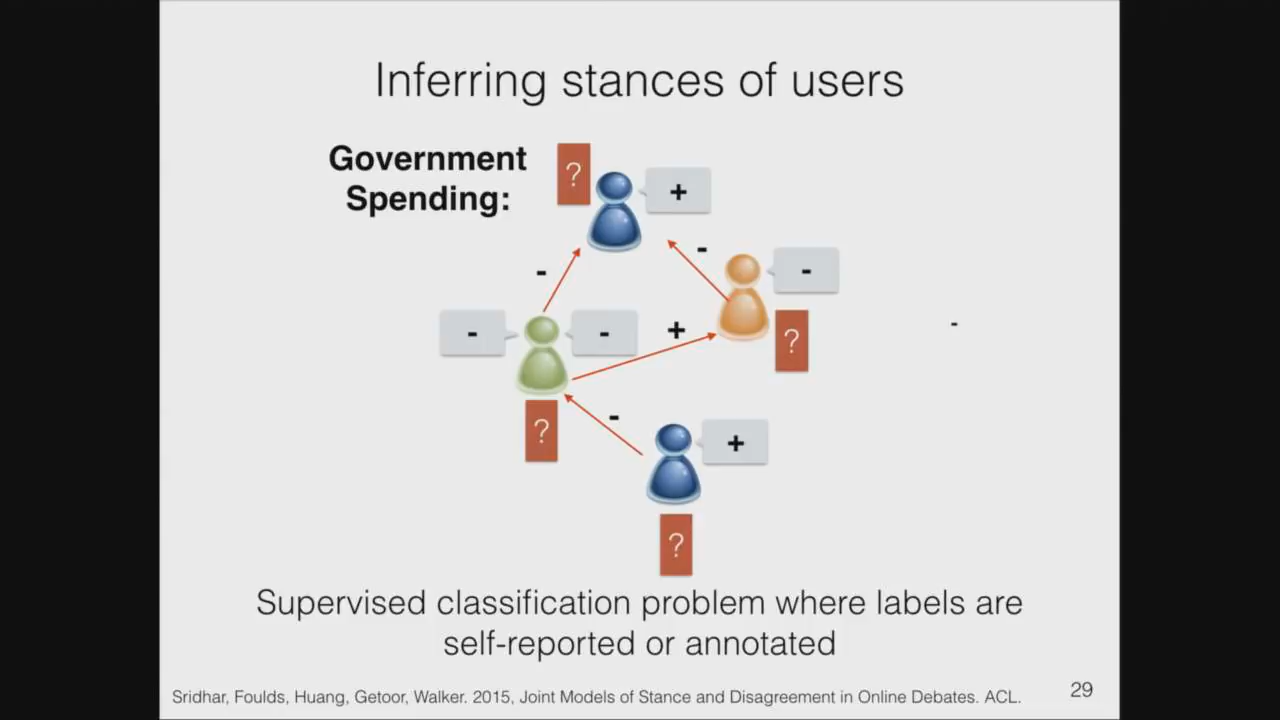 Inferring stances of users
Government
Spending:
?
+
-
-
-
?
-
-
+
-
?
-
?
+
?
Supervised classification problem where labels are
self-reported or annotated
Sridhar, Foulds, Huang, Getoor, Walker. 2015, Joint Models of Stance and Disagreement in Online Debates. ACL.
29